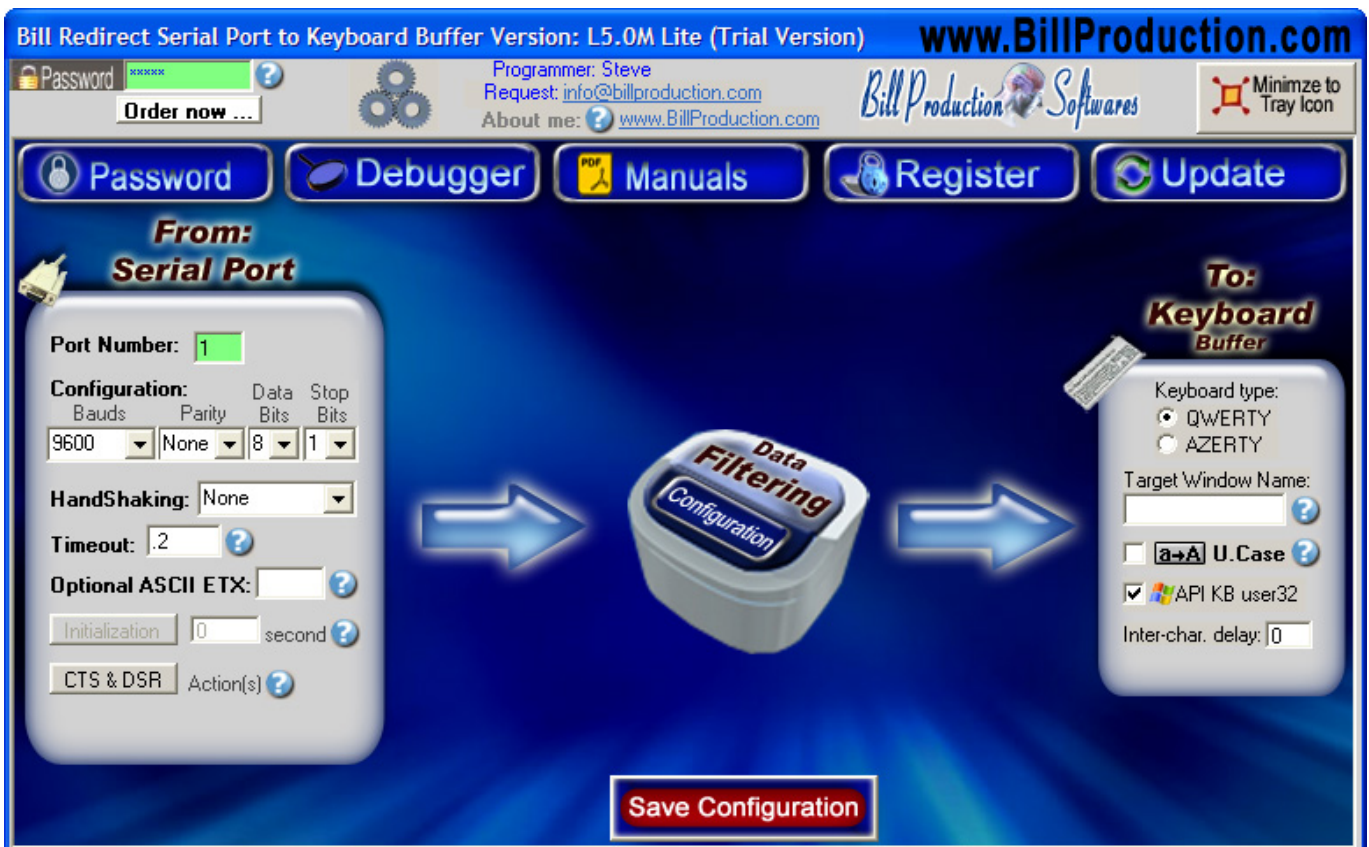 Bill Redirect Serial Port to Keyboard Buffer Version: L5.0M Lite (Trial Version) www.BillProduction.com
Password ***** ?
Order now ...
Programmer: Steve
Request: info@billproduction.com
About me: ? www.BillProduction.com
Bill Production Softwares
Minimze to
Tray Icon
Password
Debugger
PDF Manuals
Register
Update
From:
Serial Port
Port Number: 1
Configuration:
Data Stop
Bauds Parity Bits Bits
9600 None 8 1
HandShaking: None
Timeout: .2 ?
Optional ASCII ETX: ?
Initialization 0 second ?
CTS & DSR Action(s) ?
Data
Filtering
Configuration
To:
Keyboard
Buffer
Keyboard type:
QWERTY
AZERTY
Target Window Name:
?
a→A U.Case ?
API KB user32
Inter-char. delay: 0
Save Configuration